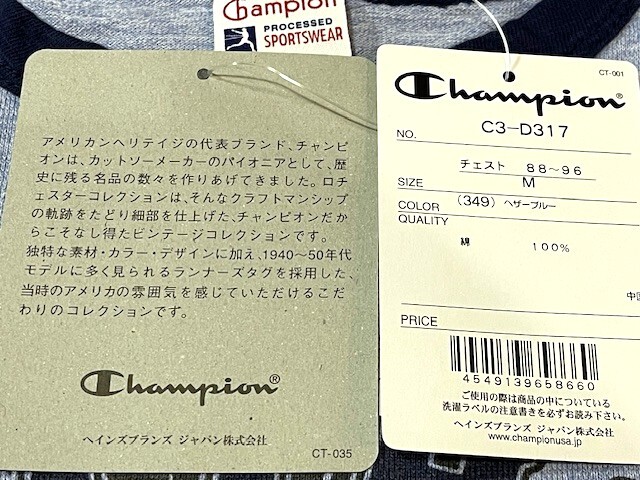 Champion
PROCESSED
SPORTSWEAR
アメリカンヘリテイジの代表ブランド、チャンピ
オンは、カットソーメーカーのパイオニアとして、歴
史に残る名品の数々を作りあげてきました。ロチ
ェスターコレクションは、そんなクラフトマンシップ
の軌跡をたどり細部を仕上げた、チャンピオンだか
らこそなし得たビンテージコレクションです。
独特な素材・カラー・デザインに加え、1940〜50年代
モデルに多く見られるランナーズタグを採用した、
当時のアメリカの雰囲気を感じていただけるこだ
わりのコレクションです。
Champion®
ヘインズブランズ ジャパン株式会社
CT-035
CT-001
Champion®
NO. C3-D317
チェスト 88~96
SIZE M
COLOR (349) ヘザーブルー
QUALITY
綿 100%
中国
PRICE
4549139658660
ご使用の際は商品の中についている
洗濯ラベルの注意書きを必ずお読み下さい。
www.championusa.jp
ヘインズブランズ ジャパン株式会社